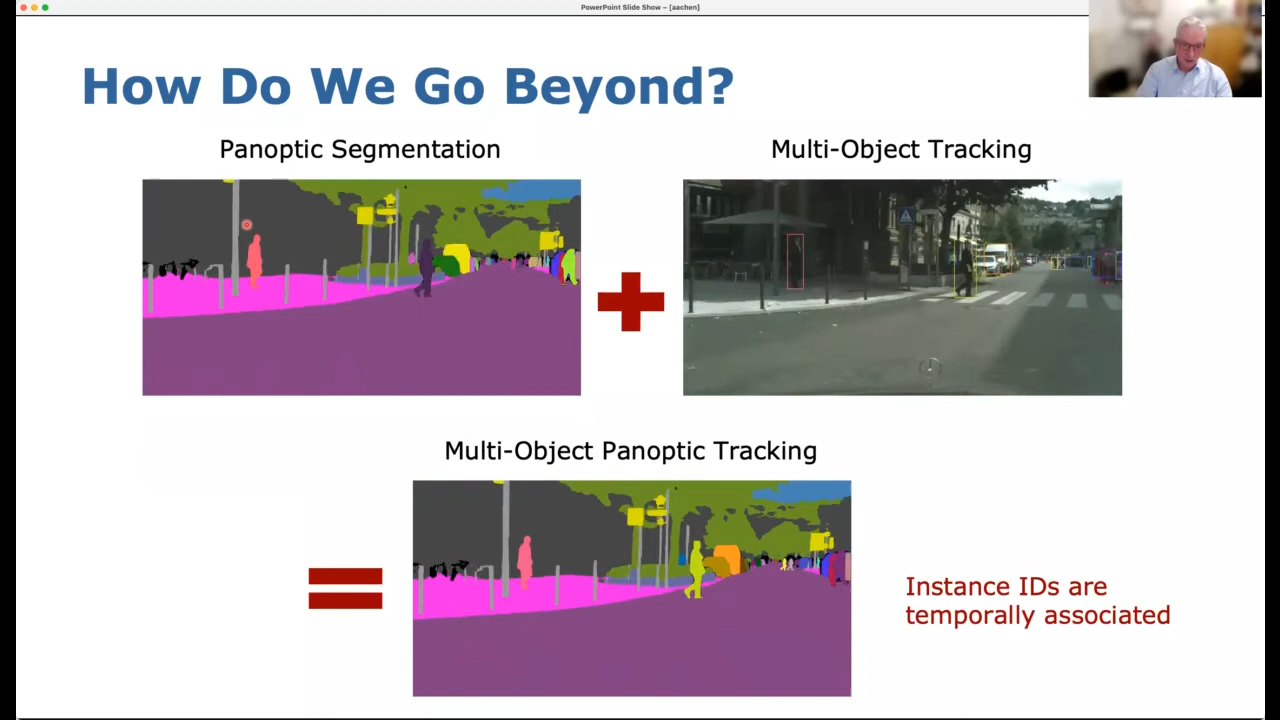 PowerPoint Slide Show – [aachen]
How Do We Go Beyond?
Panoptic Segmentation
Multi-Object Tracking
Multi-Object Panoptic Tracking
Instance IDs are
temporally associated